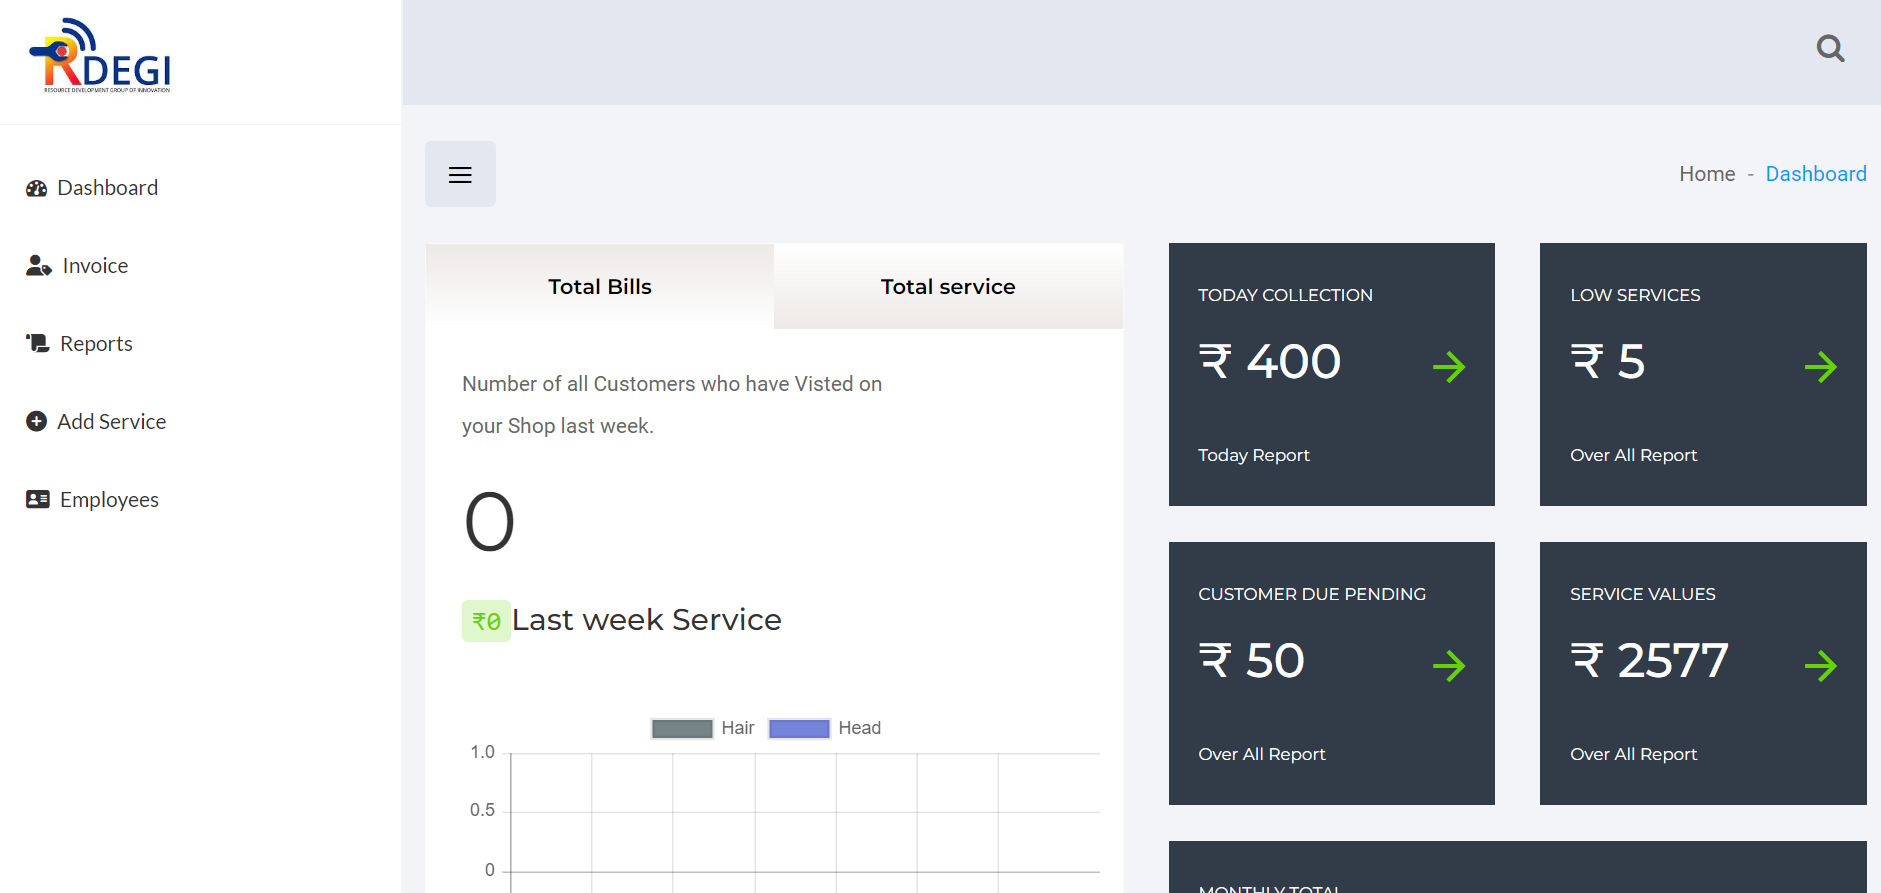 RDEGI
RESOURCE DEVELOPMENT GROUP OF INNOVATION
Dashboard
Invoice
Reports
Add Service
Employees
Home - Dashboard
Total Bills
Total service
Number of all Customers who have Visted on
your Shop last week.
0
₹0 Last week Service
Hair
Head
1.0
0.5
0
TODAY COLLECTION
₹ 400
Today Report
LOW SERVICES
₹ 5
Over All Report
CUSTOMER DUE PENDING
₹ 50
Over All Report
SERVICE VALUES
₹ 2577
Over All Report
MONTHLY TOTAL